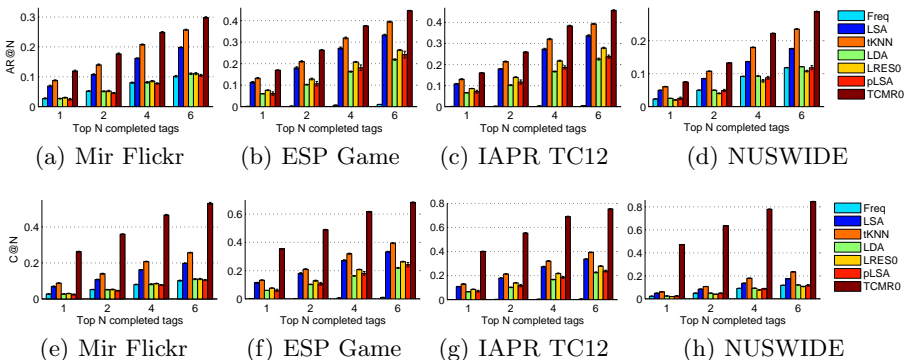 AR@N
0.3
0.2
0.1
0
1 2 4 6
Top N completed tags
(a) Mir Flickr
0.4
0.3
0.2
0.1
0
1 2 4 6
Top N completed tags
(b) ESP Game
0.4
0.3
0.2
0.1
0
1 2 4 6
Top N completed tags
(c) IAPR TC12
0.2
0.1
0
1 2 4 6
Top N completed tags
(d) NUSWIDE
Freq
LSA
tKNN
LDA
LRES0
pLSA
TCMR0
C@N
0.4
0.2
0
1 2 4 6
Top N completed tags
(e) Mir Flickr
0.6
0.4
0.2
0
1 2 4 6
Top N completed tags
(f) ESP Game
0.6
0.4
0.2
0
1 2 4 6
Top N completed tags
(g) IAPR TC12
0.8
0.6
0.4
0.2
0
1 2 4 6
Top N completed tags
(h) NUSWIDE
Freq
LSA
tKNN
LDA
LRES0
pLSA
TCMR0